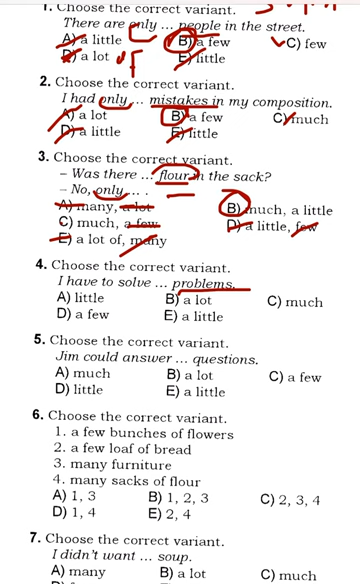 1. Choose the correct variant.
There are only ... people in the street.
A) a little B) a few C) few
D) a lot E) little
2. Choose the correct variant.
I had only ... mistakes in my composition.
A) a lot B) a few C) much
D) a little E) little
3. Choose the correct variant.
– Was there ... flour in the sack?
– No, only ... .
A) many, a lot B) much, a little
C) much, a few D) a little, few
E) a lot of, many
4. Choose the correct variant.
I have to solve ... problems.
A) little B) a lot C) much
D) a few E) a little
5. Choose the correct variant.
Jim could answer ... questions.
A) much B) a lot C) a few
D) little E) a little
6. Choose the correct variant.
1. a few bunches of flowers
2. a few loaf of bread
3. many furniture
4. many sacks of flour
A) 1, 3 B) 1, 2, 3 C) 2, 3, 4
D) 1, 4 E) 2, 4
7. Choose the correct variant.
I didn't want ... soup.
A) many B) a lot C) much